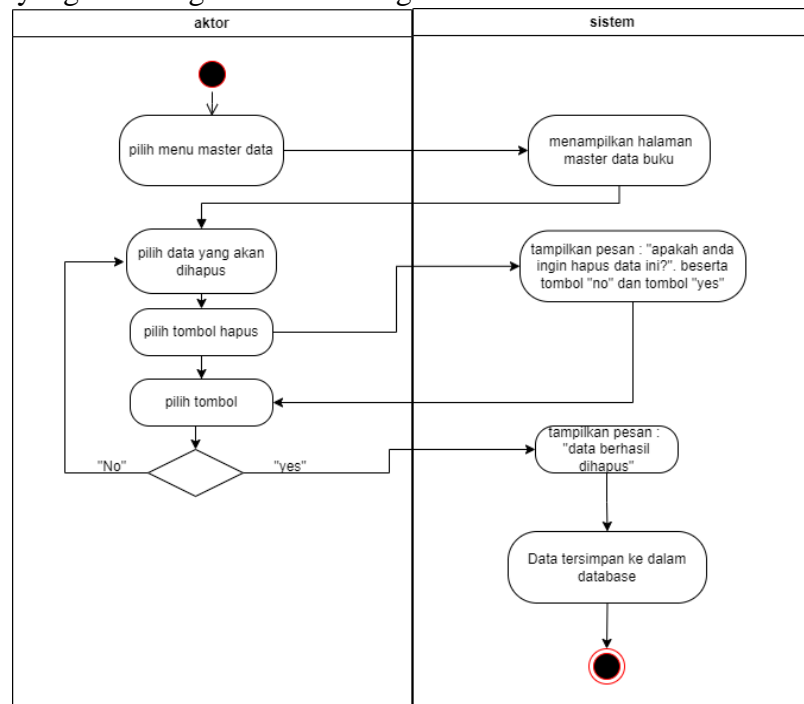 aktor
sistem
pilih menu master data
menampilkan halaman
master data buku
pilih data yang akan
dihapus
tampilkan pesan : "apakah anda
ingin hapus data ini?". beserta
tombol "no" dan tombol "yes"
pilih tombol hapus
pilih tombol
"No"
"yes"
tampilkan pesan :
"data berhasil
dihapus"
Data tersimpan ke dalam
database